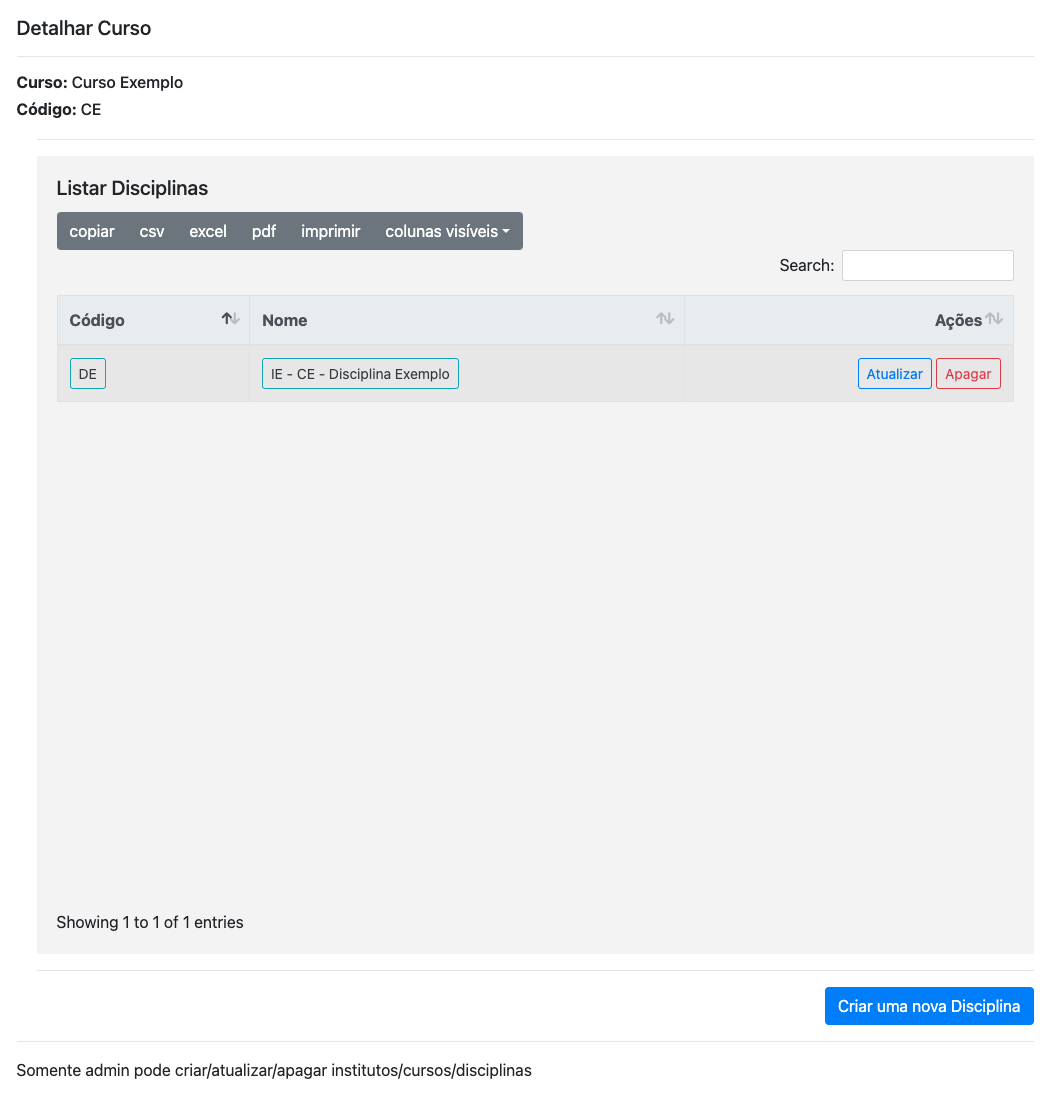 Detalhar Curso
Curso: Curso Exemplo
Código: CE
Listar Disciplinas
copiar csv excel pdf imprimir colunas visíveis
Search:
Código Nome Ações
DE IE - CE - Disciplina Exemplo Atualizar Apagar
Showing 1 to 1 of 1 entries
Criar uma nova Disciplina
Somente admin pode criar/atualizar/apagar institutos/cursos/disciplinas